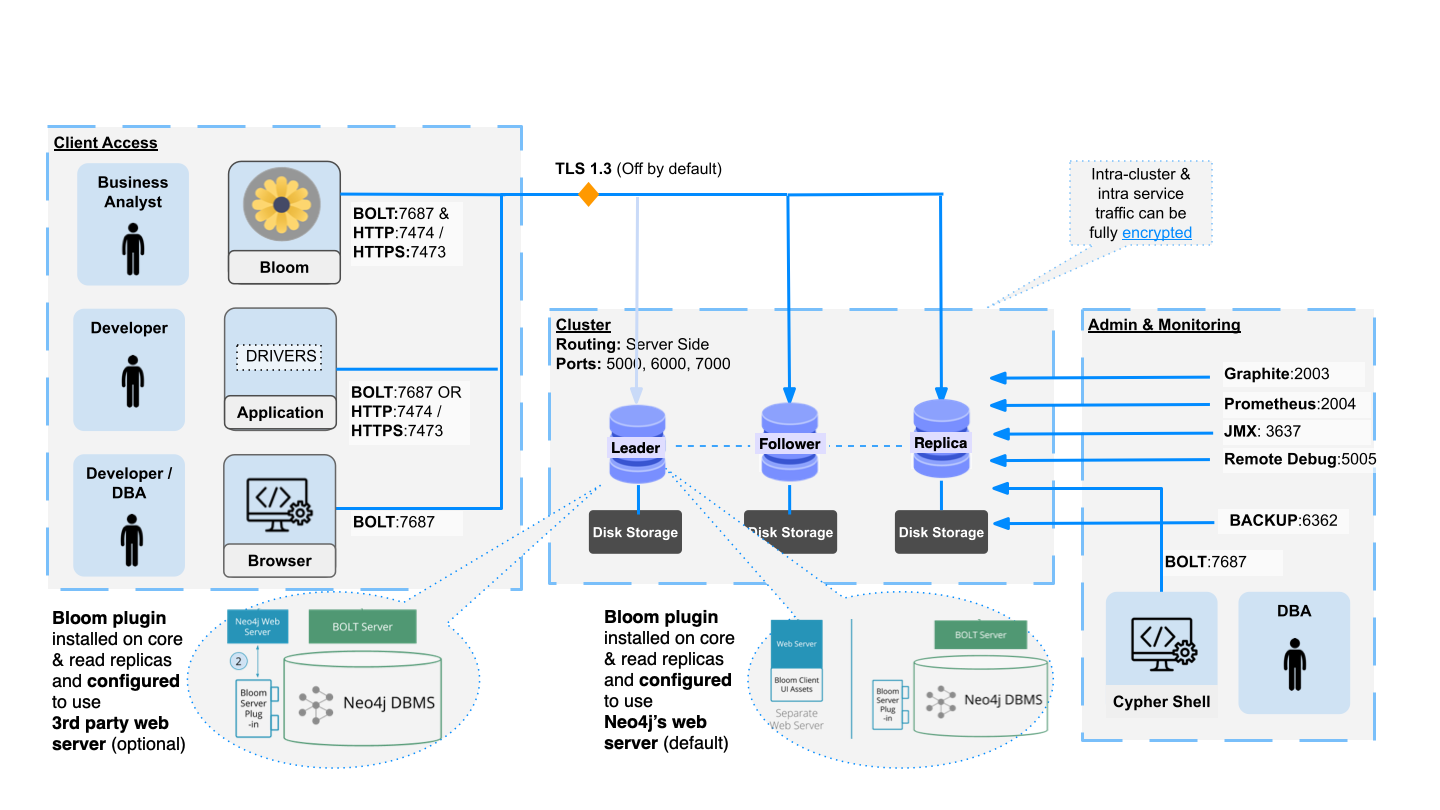 Client Access
Business
Analyst
Bloom
BOLT:7687 &
HTTP:7474 /
HTTPS:7473
Developer
DRIVERS
Application
BOLT:7687 OR
HTTP:7474 /
HTTPS:7473
Developer /
DBA
Browser
BOLT:7687
TLS 1.3 (Off by default)
Intra-cluster &
intra service
traffic can be
fully encrypted
Cluster
Routing: Server Side
Ports: 5000, 6000, 7000
Leader
Follower
Replica
Disk Storage
Disk Storage
Disk Storage
Admin & Monitoring
Graphite:2003
Prometheus:2004
JMX: 3637
Remote Debug:5005
BACKUP:6362
BOLT:7687
Cypher Shell
DBA
Bloom plugin
installed on core
& read replicas
and configured
to use
3rd party web
server (optional)
Neo4j Web
Server
BOLT Server
2
Bloom
Server
Plug
-in
Neo4j DBMS
Bloom plugin
installed on core
& read replicas
and configured
to use
Neo4j’s web
server (default)
Web Server
Bloom Client
UI Assets
Separate
Web Server
BOLT Server
Bloom
Server
Plug
-in
Neo4j DBMS